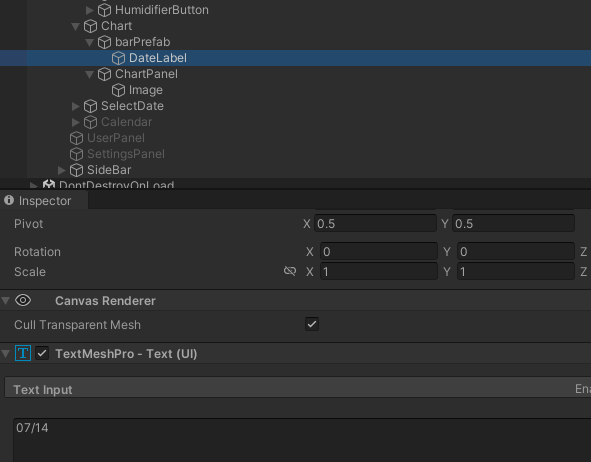 HumidifierButton
Chart
barPrefab
DateLabel
ChartPanel
Image
SelectDate
Calendar
UserPanel
SettingsPanel
SideBar
DontDestroyOnLoad
Inspector
Pivot X 0.5 Y 0.5
Rotation X 0 Y 0 Z
Scale X 1 Y 1 Z
Canvas Renderer
Cull Transparent Mesh
T TextMeshPro - Text (UI)
Text Input Ena
07/14